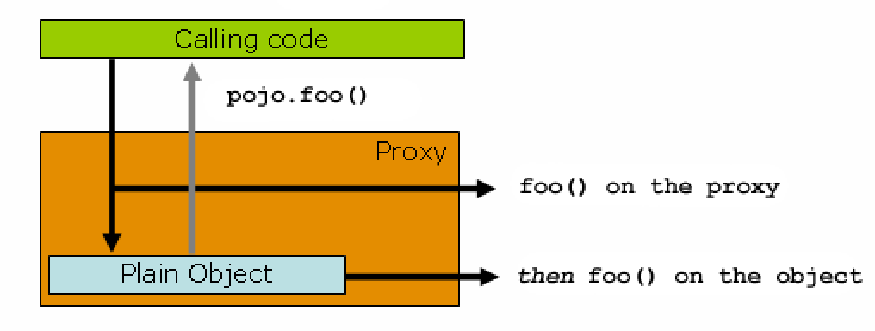 Calling code
pojo.foo()
Proxy
foo() on the proxy
Plain Object
then foo() on the object